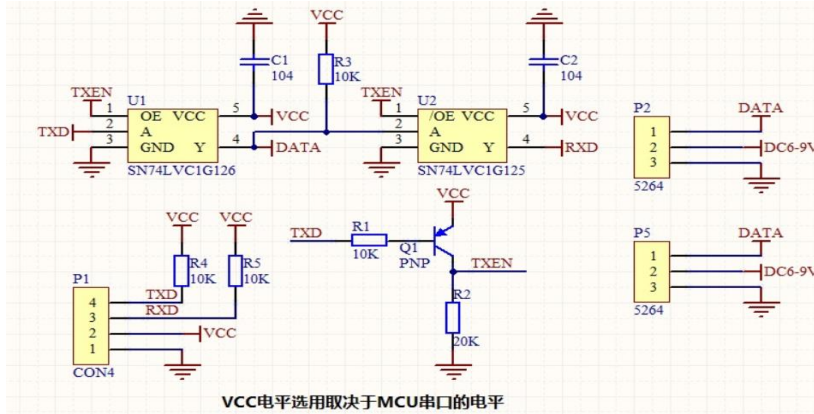 VCC
C1
104
R3
10K
C2
104
TXEN
U1
1
OE VCC
5
VCC
TXD
2
A
3
GND Y
4
DATA
SN74LVC1G126
TXEN
U2
1
/OE VCC
5
VCC
2
A
3
GND Y
4
RXD
SN74LVC1G125
P2
DATA
1
2
DC6-9V
3
5264
VCC VCC
R4
10K
R5
10K
P1
TXD
4
RXD
3
2
VCC
1
CON4
VCC
TXD
R1
10K
Q1
PNP
TXEN
R2
20K
P5
DATA
1
2
DC6-9V
3
5264
VCC电平选用取决于MCU串口的电平